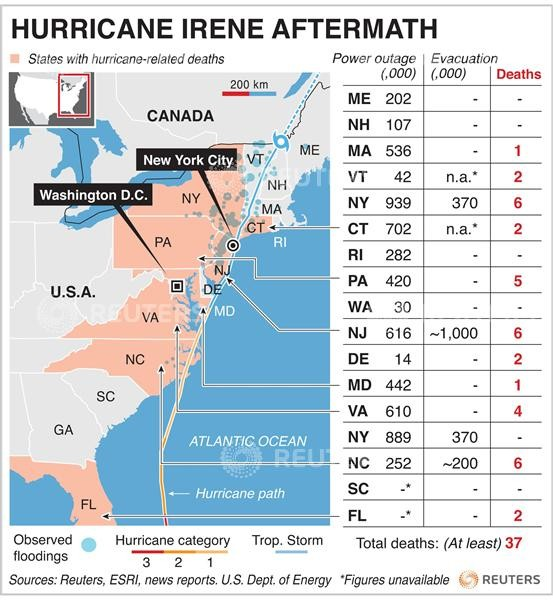 HURRICANE IRENE AFTERMATH
States with hurricane-related deaths
Power outage Evacuation
(,000) (,000) Deaths
200 km
CANADA
New York City
Washington D.C.
ME
VT
NH
MA
NY
CT
RI
PA
NJ
U.S.A.
DE
MD
VA
NC
SC
GA
ATLANTIC OCEAN
Hurricane path
FL
ME 202 - -
NH 107 - -
MA 536 - 1
VT 42 n.a.* 2
NY 939 370 6
CT 702 n.a.* 2
RI 282 - -
PA 420 - 5
WA 30 - -
NJ 616 ~1,000 6
DE 14 - 2
MD 442 - 1
VA 610 - 4
NY 889 370 -
NC 252 ~200 6
SC -* - -
FL -* - 2
Total deaths: (At least) 37
Observed
floodings
Hurricane category
3 2 1
Trop. Storm
Sources: Reuters, ESRI, news reports. U.S. Dept. of Energy *Figures unavailable
REUTERS